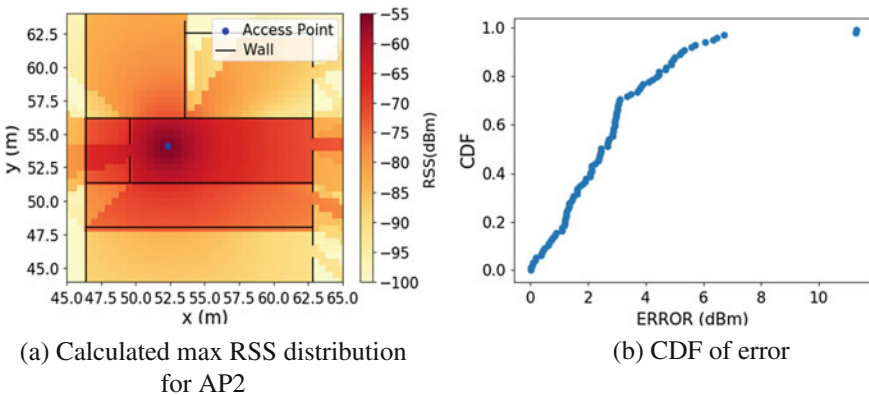 62.5
60.0
57.5
55.0
52.5
50.0
47.5
45.0
y (m)
45.0 47.5 50.0 52.5 55.0 57.5 60.0 62.5 65.0
x (m)
Access Point
Wall
−55
−60
−65
−70
−75
−80
−85
−90
−95
−100
RSS(dBm)
(a) Calculated max RSS distribution
for AP2
1.0
0.8
0.6
0.4
0.2
0.0
CDF
0 2 4 6 8 10
ERROR (dBm)
(b) CDF of error